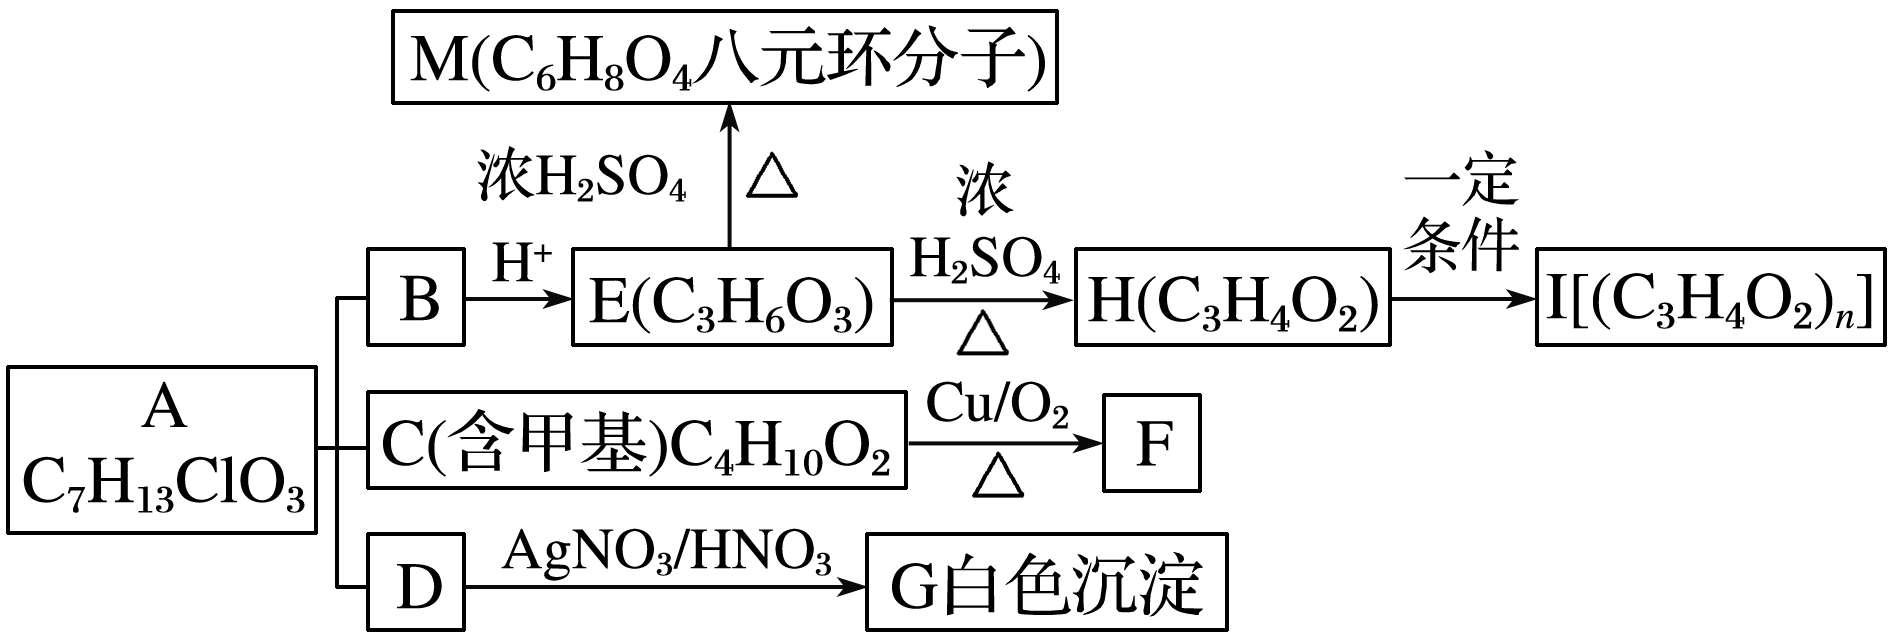 M(C₆H₈O₄八元环分子)
浓H₂SO₄ △
浓
H₂SO₄
△
一定
条件
B
H⁺
E(C₃H₆O₃)
H(C₃H₄O₂)
I[(C₃H₄O₂)ₙ]
A
C₇H₁₃ClO₃
C(含甲基)C₄H₁₀O₂
Cu/O₂
△
F
D
AgNO₃/HNO₃
G白色沉淀